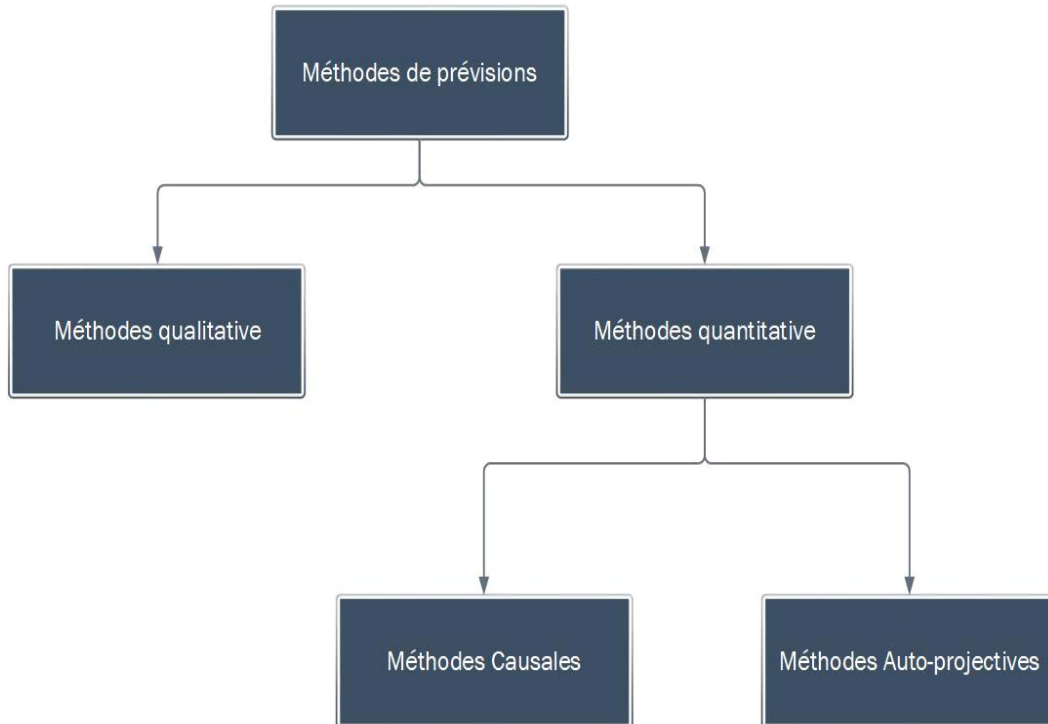 Méthodes de prévisions
Méthodes qualitative
Méthodes quantitative
Méthodes Causales
Méthodes Auto-projectives